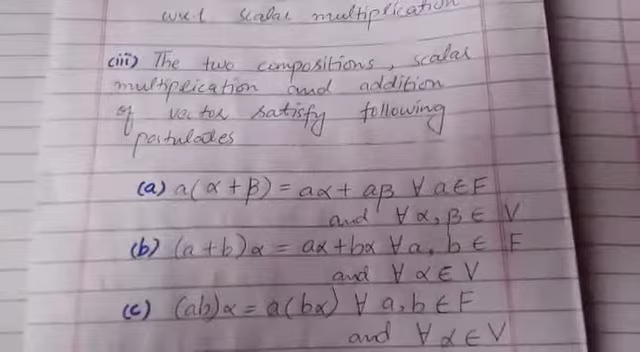 w.r.t scalar multiplication
(iii) The two compositions, scalar
multiplication and addition
of vector satisfy following
postulades
(a) a(α+β) = aα + aβ ∀ a∈F
and ∀ α, β ∈ V
(b) (a+b)α = aα+bα ∀ a, b ∈ F
and ∀ α∈V
(c) (ab)α = a(bα) ∀ a,b∈F
and ∀ α∈V